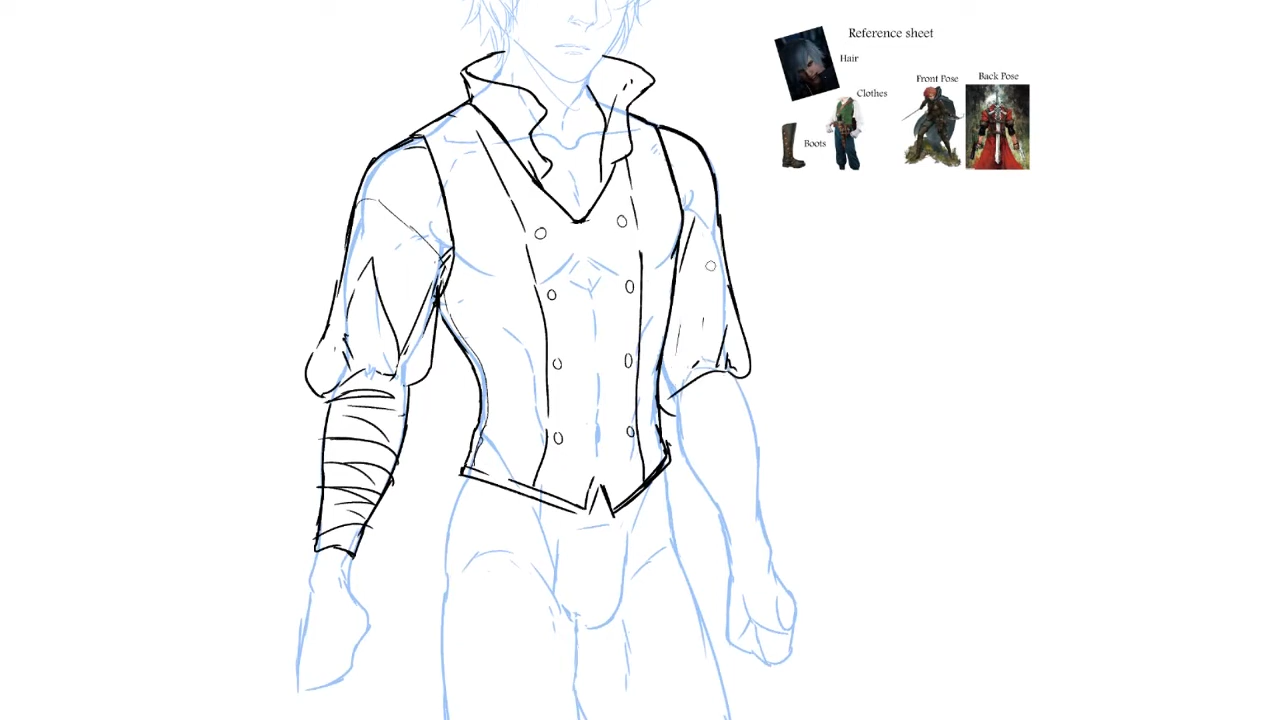 Reference sheet
Hair
Clothes
Boots
Front Pose
Back Pose